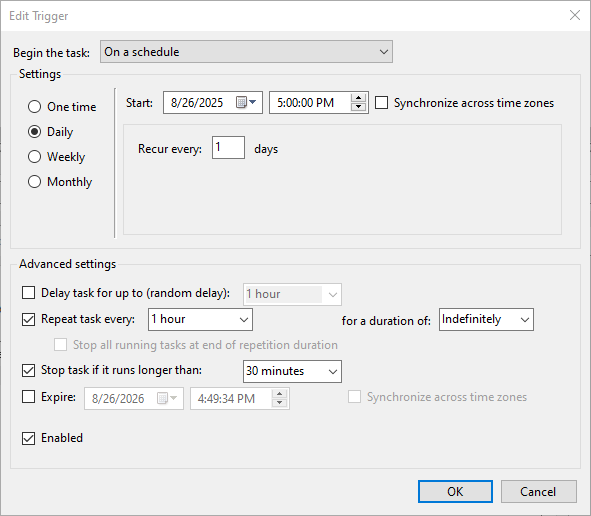 Edit Trigger
Begin the task: On a schedule
Settings
One time
Daily
Weekly
Monthly
Start: 8/26/2025 5:00:00 PM Synchronize across time zones
Recur every: 1 days
Advanced settings
Delay task for up to (random delay): 1 hour
Repeat task every: 1 hour for a duration of: Indefinitely
Stop all running tasks at end of repetition duration
Stop task if it runs longer than: 30 minutes
Expire: 8/26/2026 4:49:34 PM Synchronize across time zones
Enabled
OK Cancel